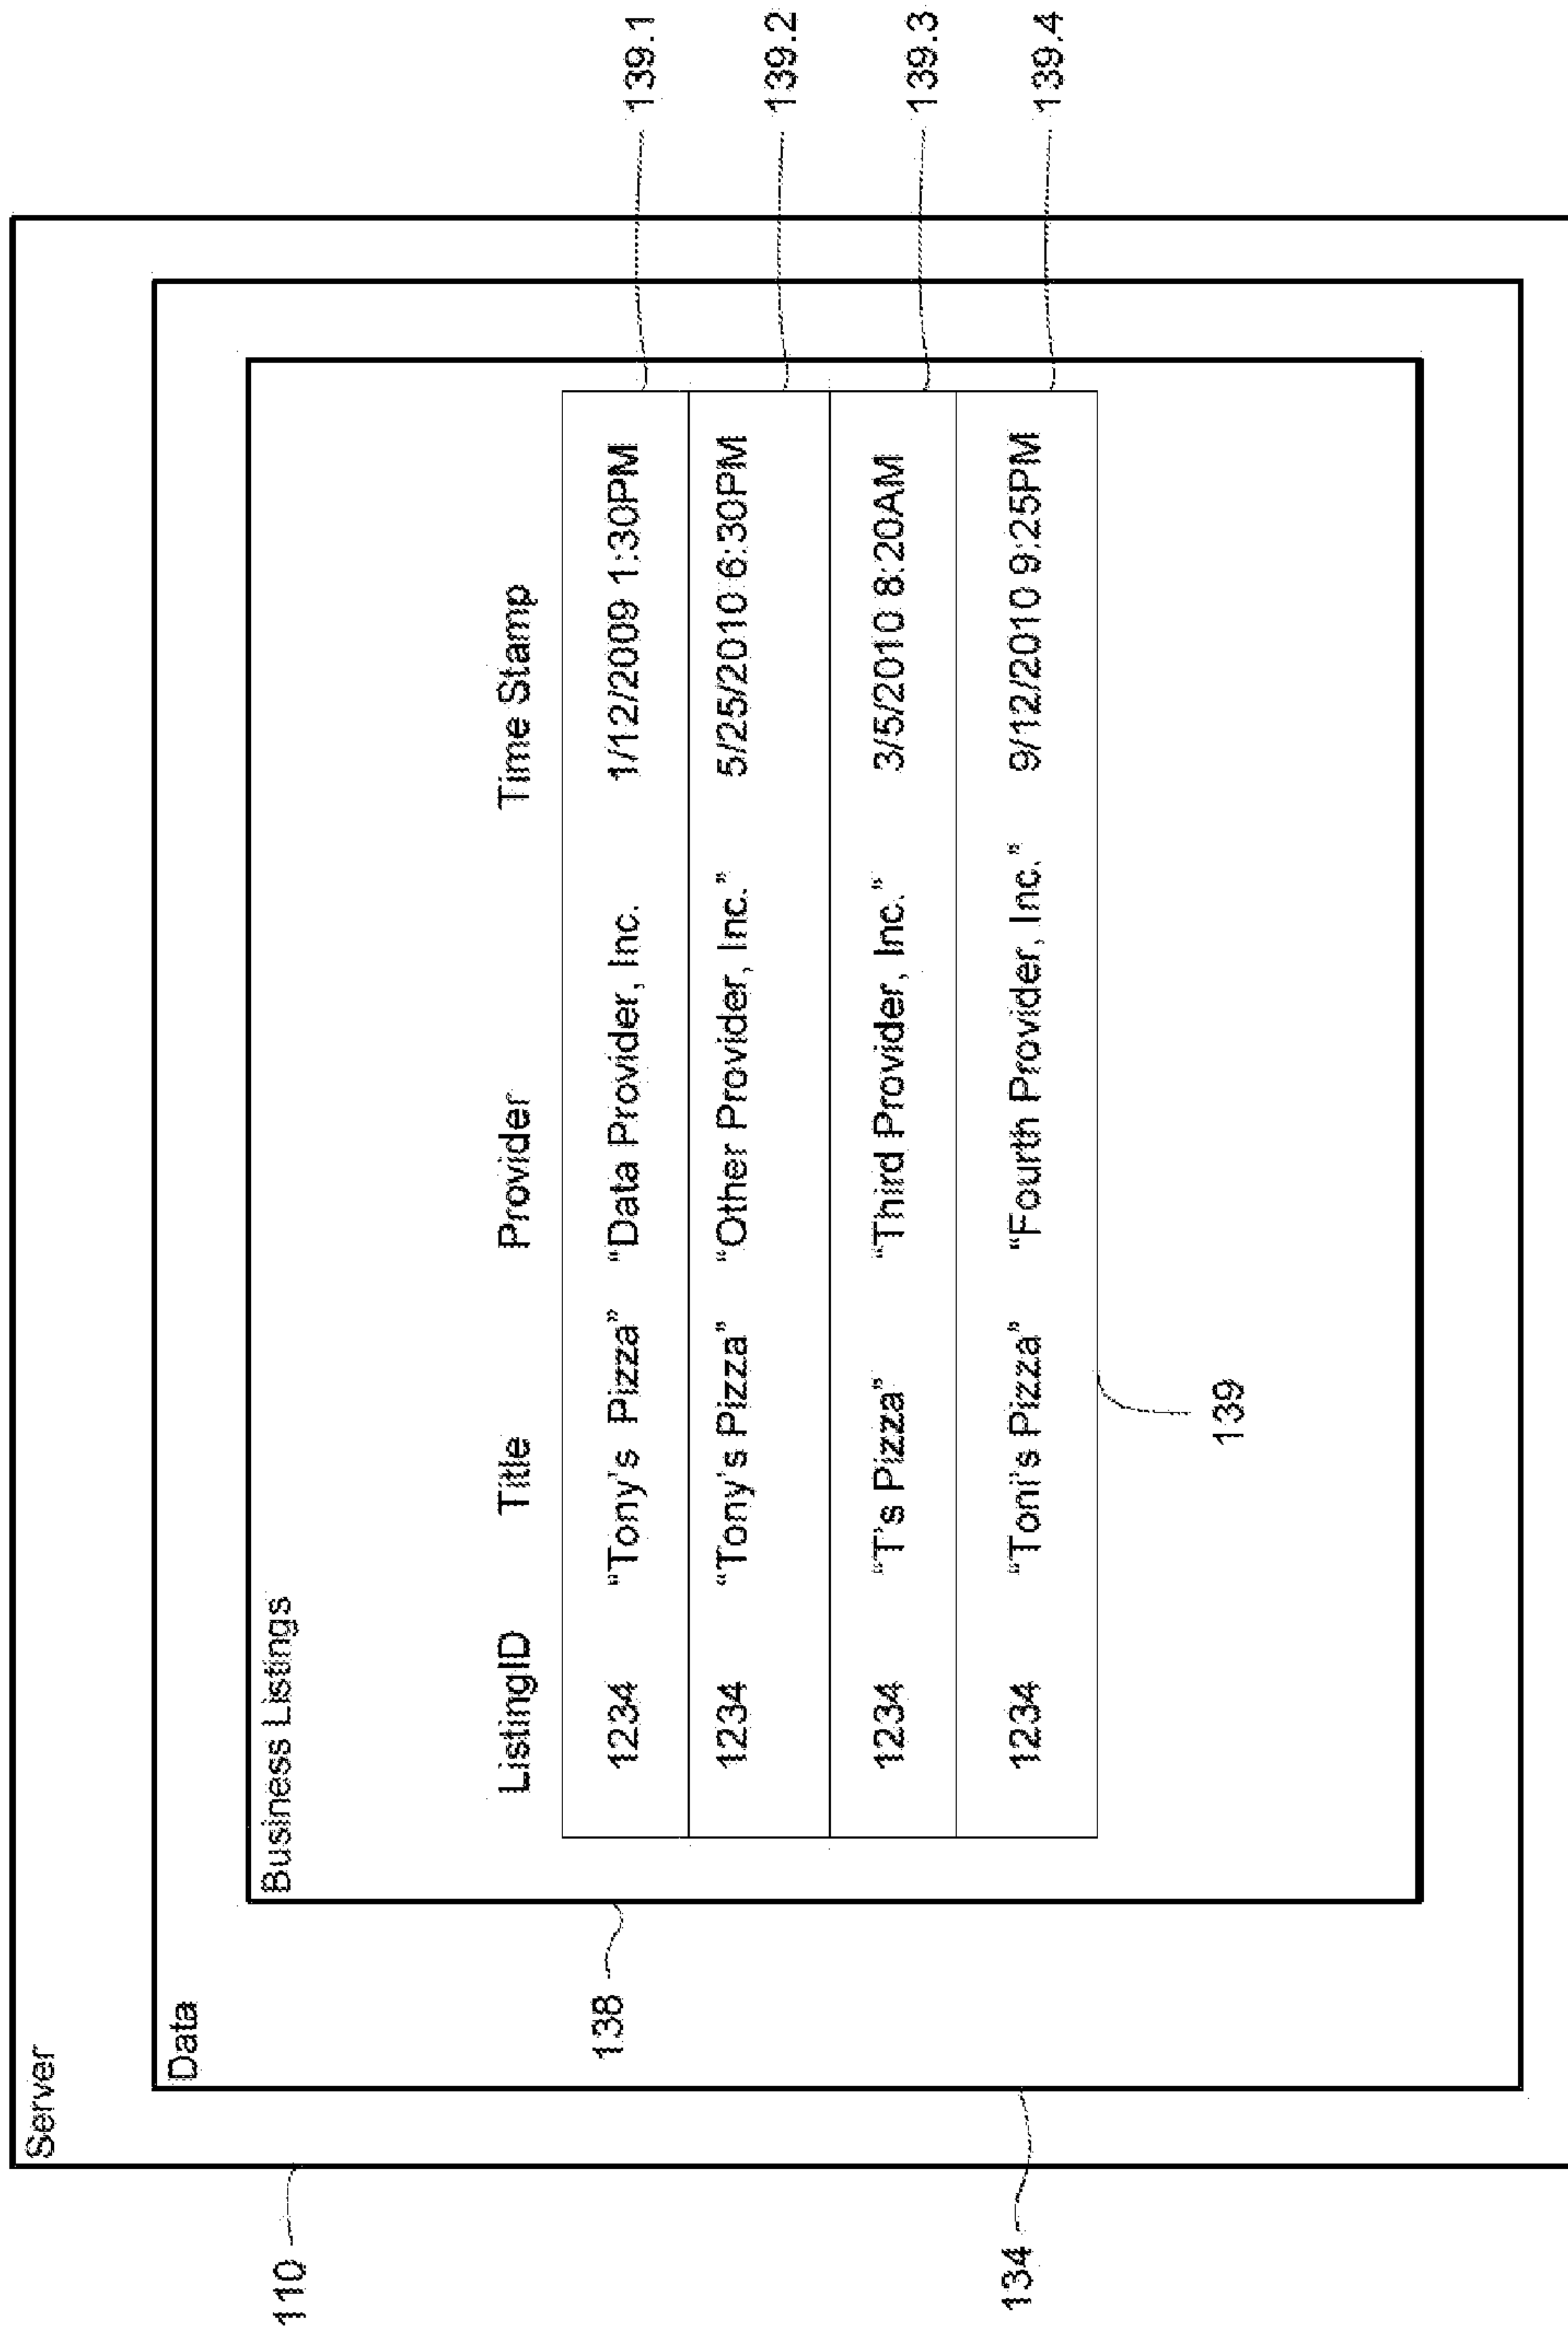 Server
110
Data
134
Business Listings
138
ListingID Title Provider Time Stamp
1234 “Tony's Pizza” “Data Provider, Inc. 1/12/2009 1:30PM 139.1
1234 “Tony's Pizza” “Other Provider, Inc.” 5/25/2010 6:30PM 139.2
1234 “T's Pizza” “Third Provider, Inc.” 3/5/2010 8:20AM 139.3
1234 “Toni's Pizza” “Fourth Provider, Inc.” 9/12/2010 9:25PM 139.4
139